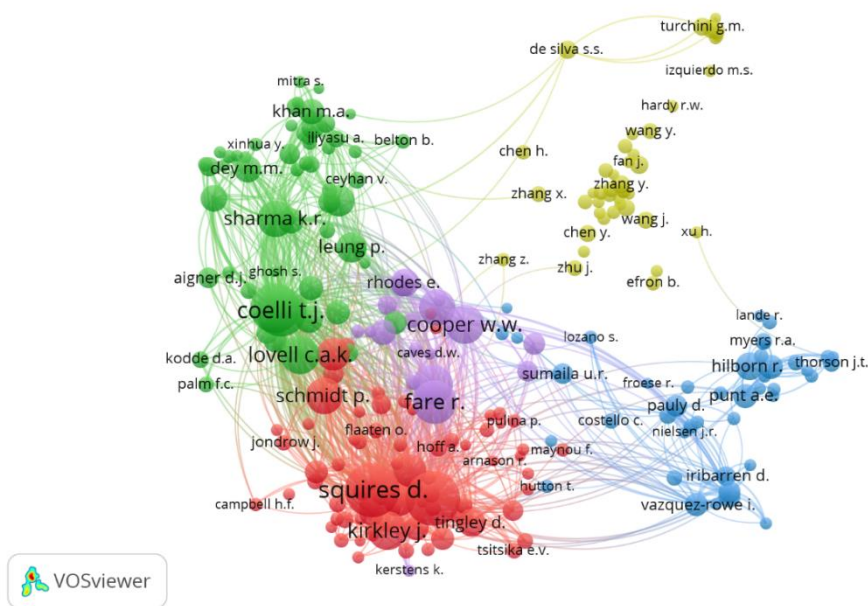 turchini g.m.
de silva s.s.
izquierdo m.s.
mitra s.
hardy r.w.
khan m.a.
wang y.
xinhua y.
iliyasu a.
belton b.
chen h.
fan j.
dey m.m.
ceyhan v.
zhang x.
zhang y.
sharma k.r.
wang j.
leung p.
chen y.
xu h.
zhang z.
zhu j.
aigner d.j.
ghosh s.
rhodes e.
efron b.
coelli t.j.
cooper w.w.
lande r.
lozano s.
myers r.a.
kodde d.a.
lovell c.a.k.
caves d.w.
sumaila u.r.
hilborn r.
thorson j.t.
palm f.c.
froese r.
schmidt p.
fare r.
pauly d.
punt a.e.
pulina p.
costello c.
flaaten o.
nielsen j.r.
jondrow j.
hoff a.
maynou f.
arnason r.
iribarren d.
squires d.
hutton t.
campbell h.f.
vazquez-rowe i.
kirkley j.
tingley d.
tsitsika e.v.
kerstens k.
VOSviewer